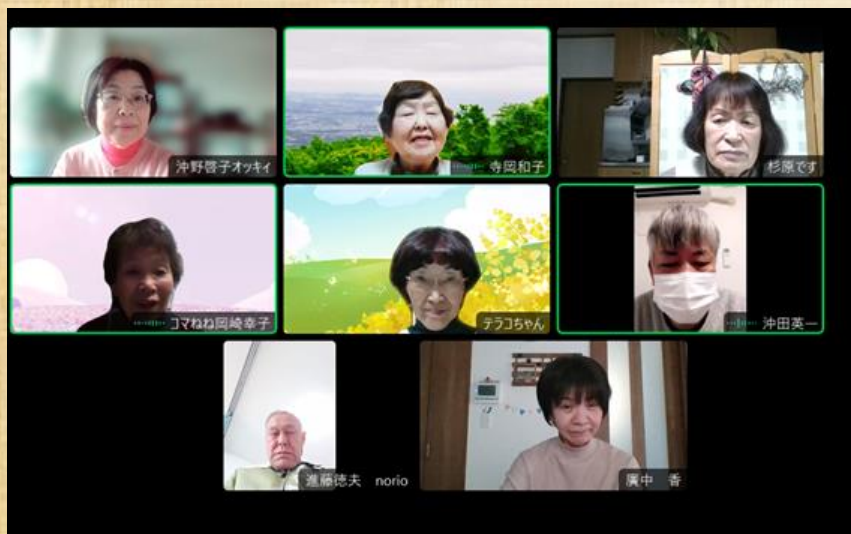 沖野啓子オッキィ
寺岡和子
杉原です
コマねね岡崎幸子
テラコちゃん
沖田英一
進藤徳夫 norio
廣中 香